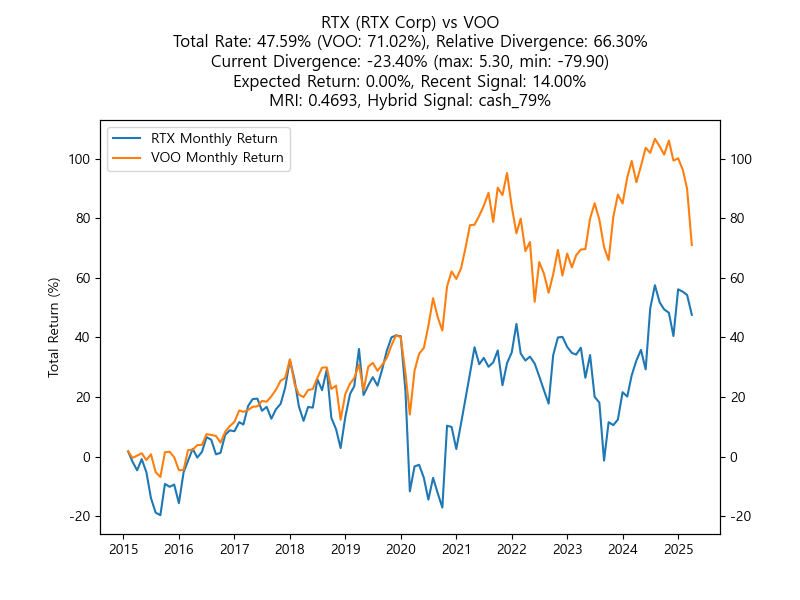 RTX (RTX Corp) vs VOO
Total Rate: 47.59% (VOO: 71.02%), Relative Divergence: 66.30%
Current Divergence: -23.40% (max: 5.30, min: -79.90)
Expected Return: 0.00%, Recent Signal: 14.00%
MRI: 0.4693, Hybrid Signal: cash_79%
RTX Monthly Return
VOO Monthly Return
Total Return (%)
100
80
60
40
20
0
-20
100
80
60
40
20
0
-20
2015 2016 2017 2018 2019 2020 2021 2022 2023 2024 2025